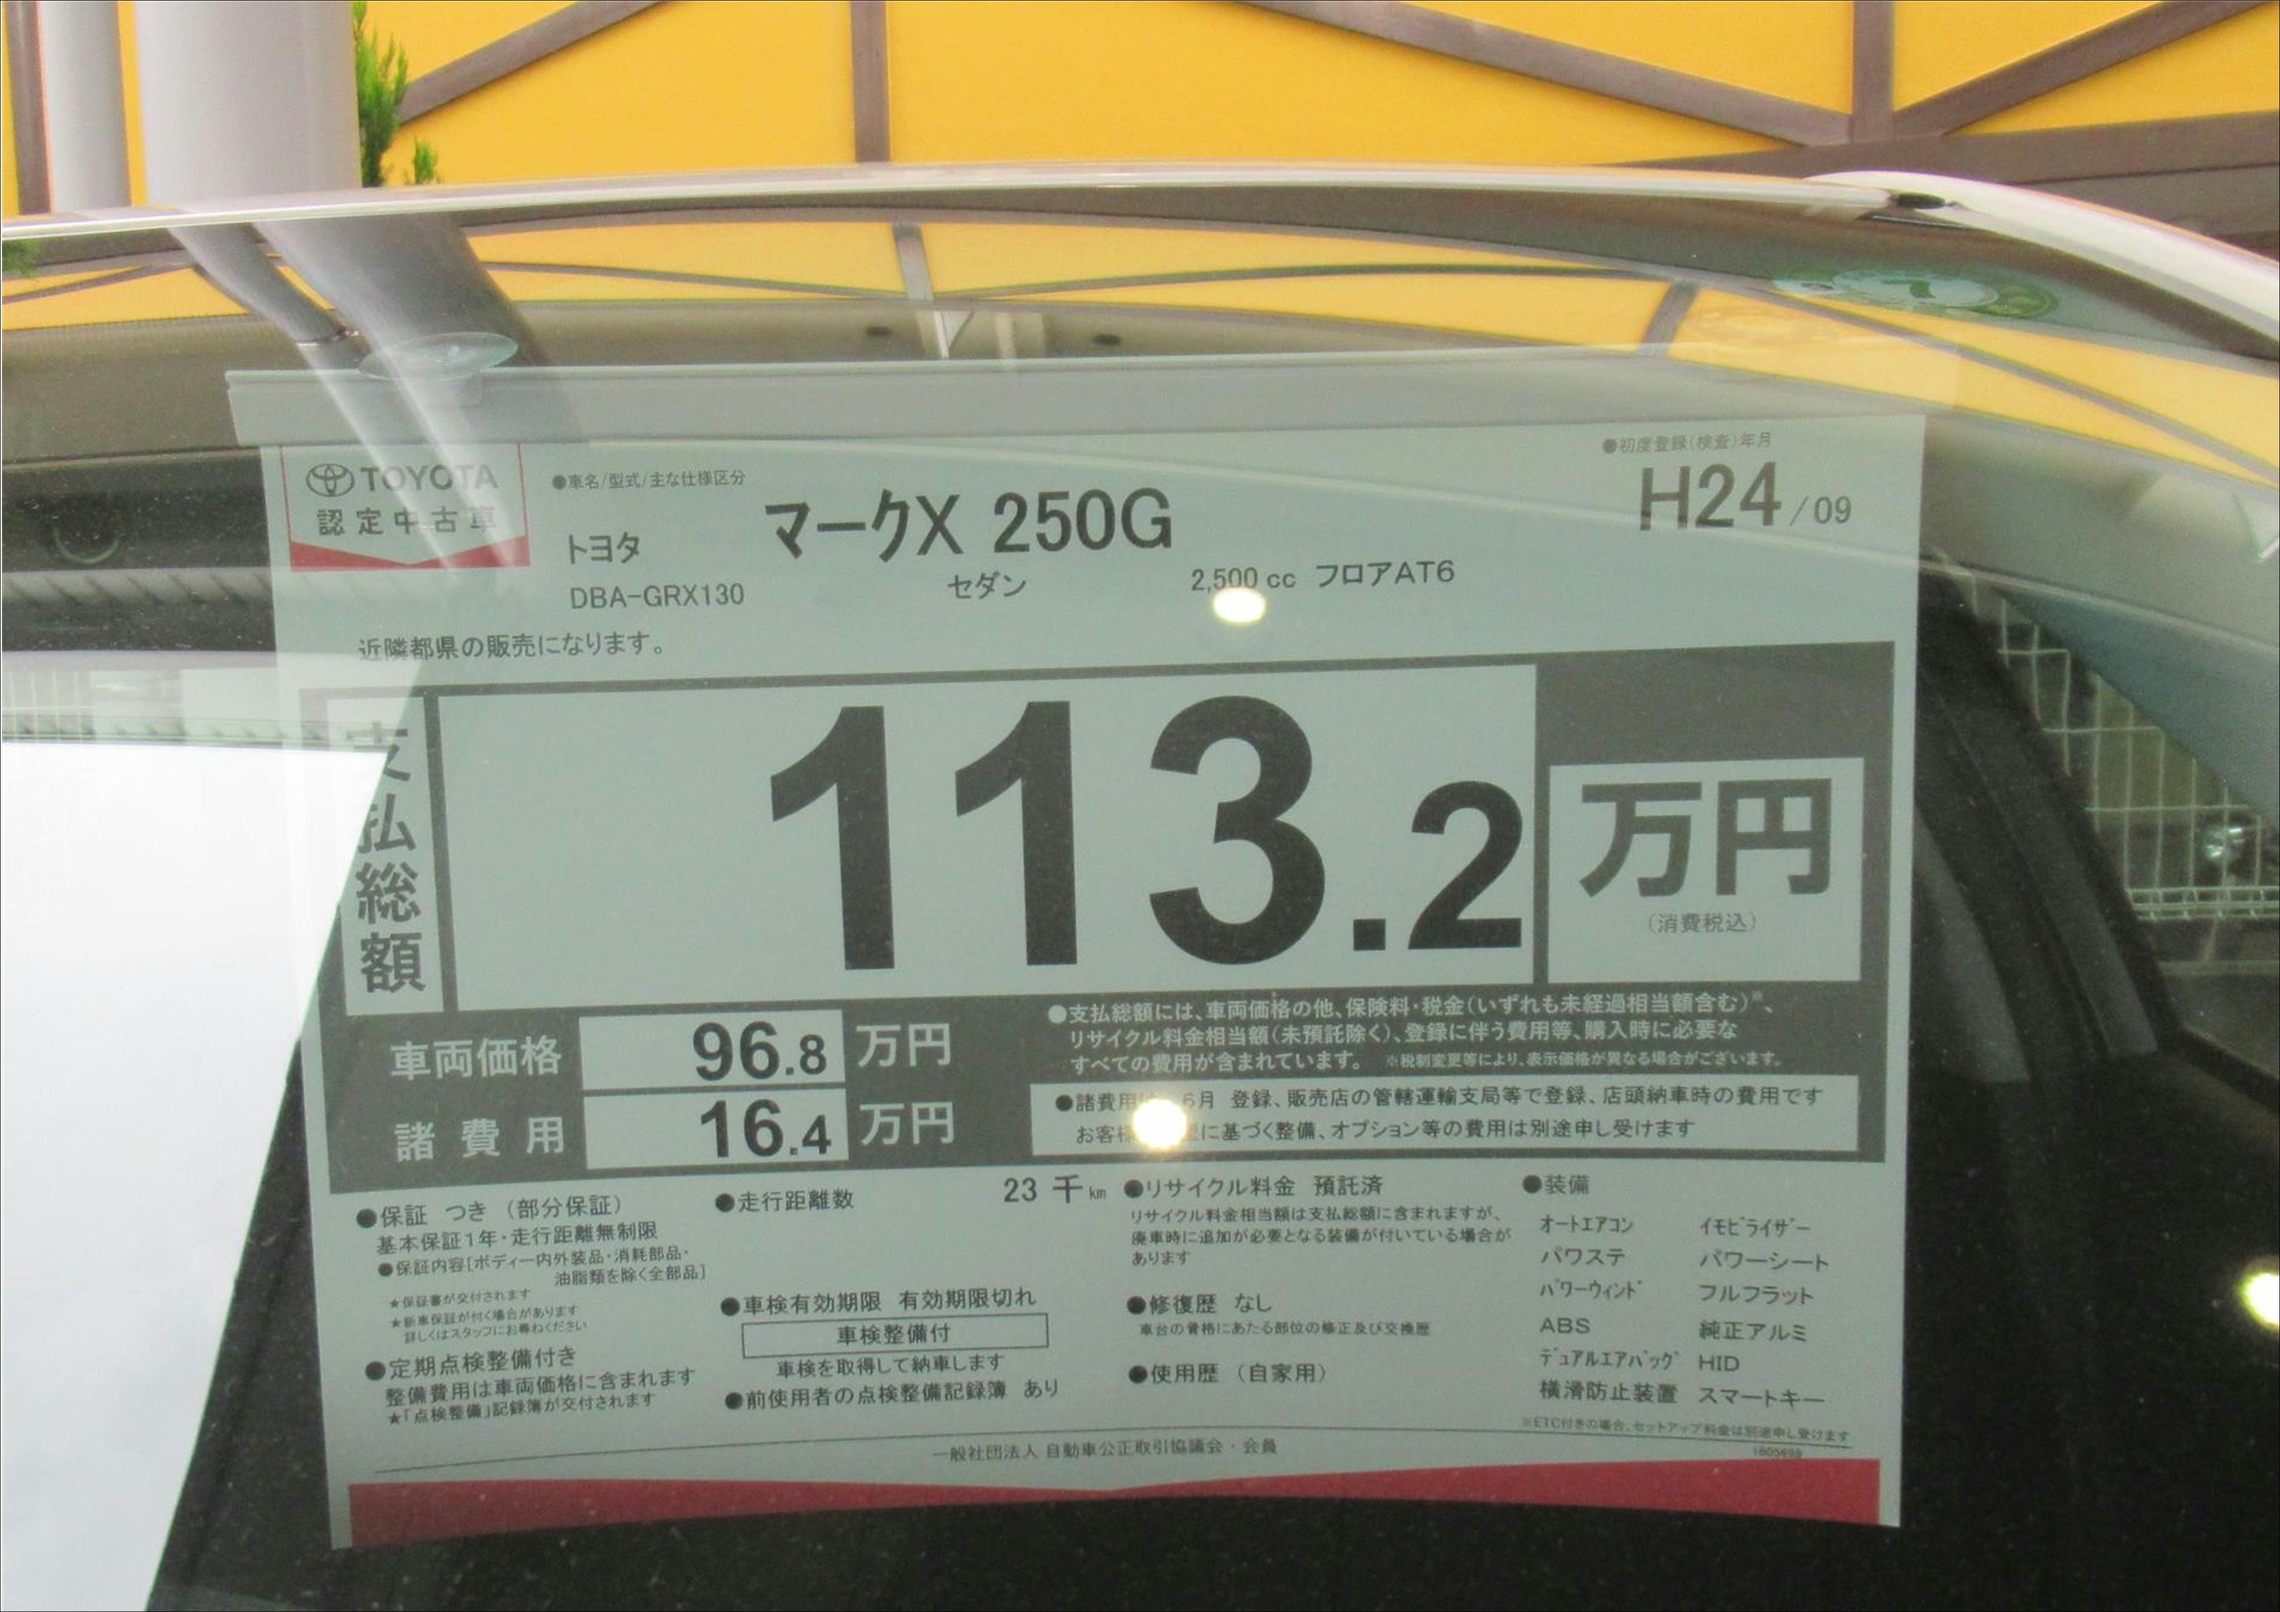 TOYOTA
認定中古車
●車名/型式/主な仕様区分
●初度登録(検査)年月
H24/09
トヨタ マークX 250G
DBA-GRX130 セダン 2,500cc フロアAT6
近隣都県の販売になります。
支払総額
113.2 万円
(消費税込)
車両価格 96.8 万円
諸費用 16.4 万円
●支払総額には、車両価格の他、保険料・税金(いずれも未経過相当額含む)※、
リサイクル料金相当額(未預託除く)、登録に伴う費用等、購入時に必要な
すべての費用が含まれています。 ※税制変更等により、表示価格が異なる場合がございます。
●諸費用 6月 登録、販売店の管轄運輸支局等で登録、店頭納車時の費用です
お客様 に基づく整備、オプション等の費用は別途申し受けます
●保証 つき (部分保証)
基本保証1年・走行距離無制限
●保証内容[ボディー内外装品・消耗部品・
油脂類を除く全部品]
★保証書が交付されます
★新車保証が付く場合があります
詳しくはスタッフにお尋ねください
●定期点検整備付き
整備費用は車両価格に含まれます
★「点検整備」記録簿が交付されます
●走行距離数 23 千km
●車検有効期限 有効期限切れ
車検整備付
車検を取得して納車します
●前使用者の点検整備記録簿 あり
●リサイクル料金 預託済
リサイクル料金相当額は支払総額に含まれますが、
廃車時に追加が必要となる装備が付いている場合が
あります
●修復歴 なし
車台の骨格にあたる部位の修正及び交換歴
●使用歴 (自家用)
●装備
オートエアコン イモビライザー
パワステ パワーシート
パワーウィンド フルフラット
ABS 純正アルミ
デュアルエアバッグ HID
横滑防止装置 スマートキー
※ETC付きの場合、セットアップ料金は別途申し受けます
一般社団法人 自動車公正取引協議会・会員